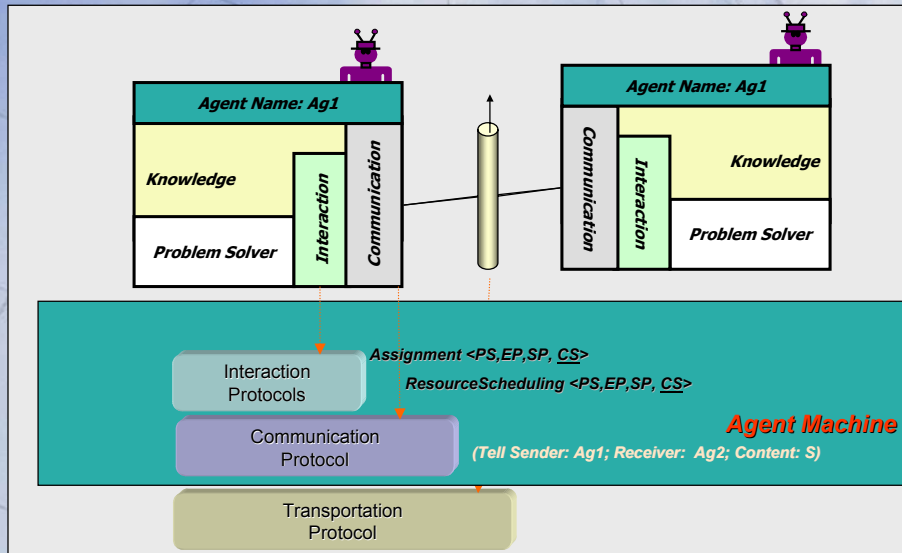 Agent Name: Ag1
Knowledge
Interaction
Communication
Problem Solver
Agent Name: Ag1
Communication
Interaction
Knowledge
Problem Solver
Assignment <PS,EP,SP, CS>
Interaction
Protocols
ResourceScheduling <PS,EP,SP, CS>
Agent Machine
Communication
Protocol
(Tell Sender: Ag1; Receiver: Ag2; Content: S)
Transportation
Protocol